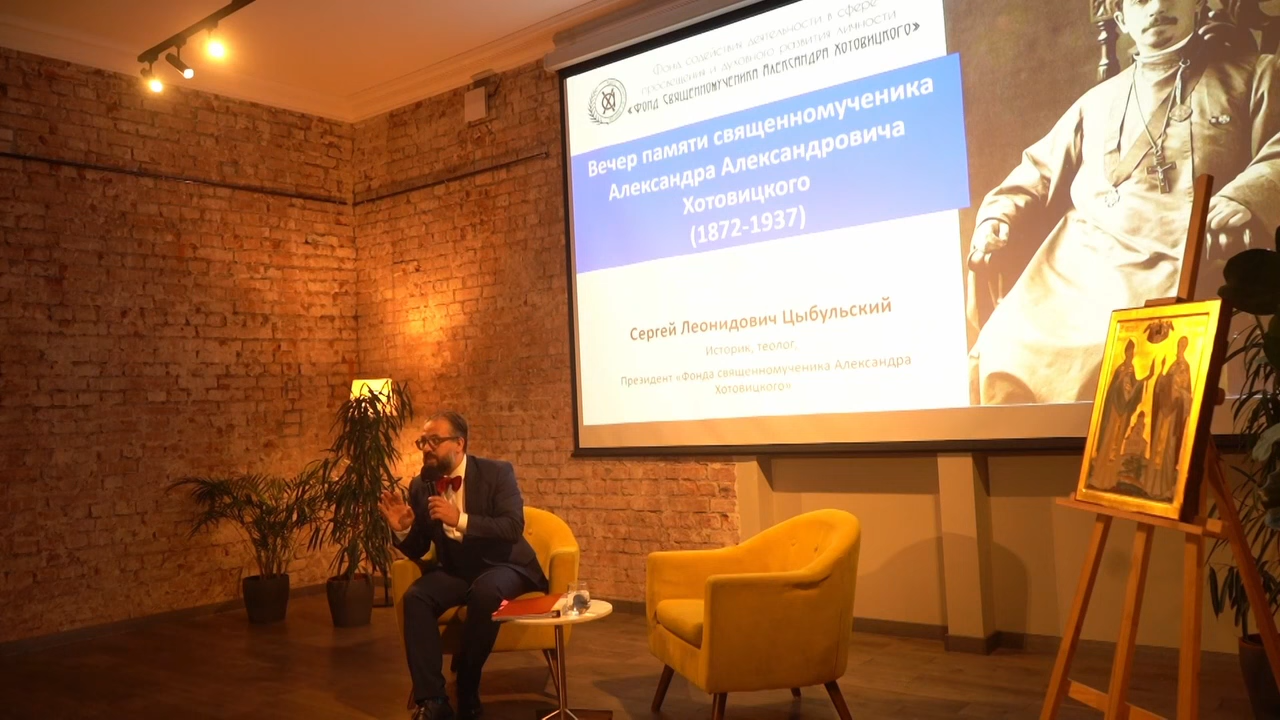 Фонд содействия деятельности в сфере
просвещения и духовного развития личности
«Фонд священномученика Александра Хотовицкого»
Вечер памяти священномученика
Александра Александровича
Хотовицкого
(1872-1937)
Сергей Леонидович Цыбульский
Историк, теолог,
Президент «Фонда священномученика Александра
Хотовицкого»